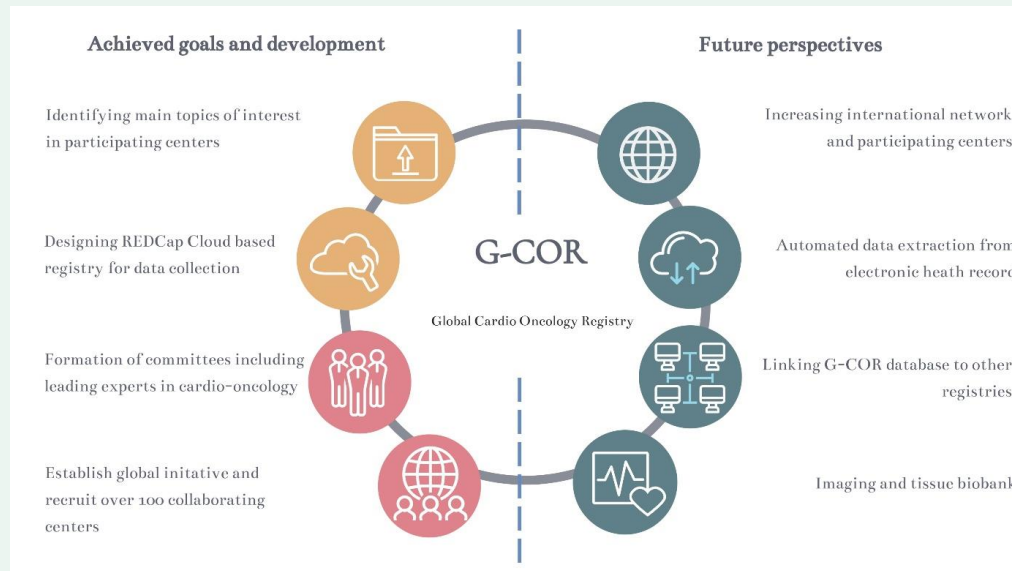 Achieved goals and development
Identifying main topics of interest
in participating centers
Designing REDCap Cloud based
registry for data collection
Formation of committees including
leading experts in cardio-oncology
Establish global initative and
recruit over 100 collaborating
centers
G-COR
Global Cardio Oncology Registry
Future perspectives
Increasing international network
and participating centers
Automated data extraction from
electronic heath record
Linking G-COR database to other
registries
Imaging and tissue biobank